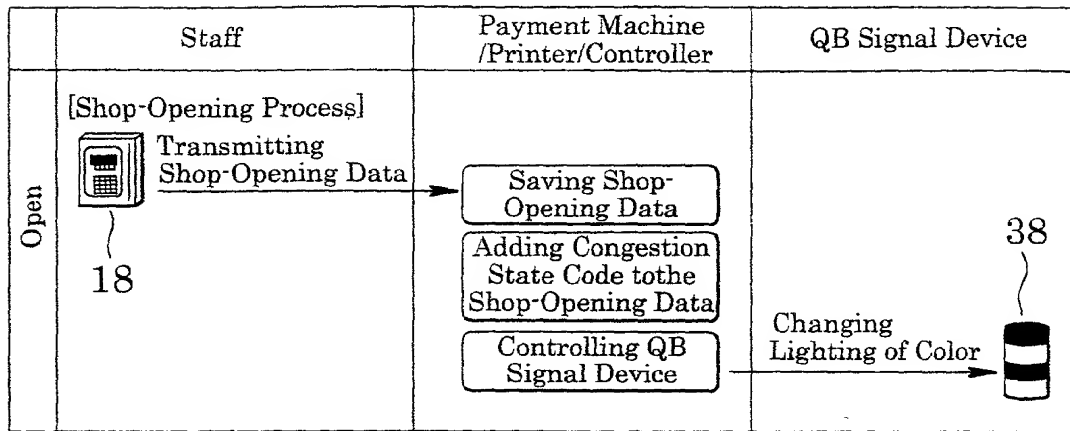 Staff
Payment Machine
/Printer/Controller
QB Signal Device
Open
[Shop-Opening Process]
Transmitting
Shop-Opening Data
18
Saving Shop-
Opening Data
Adding Congestion
State Code tothe
Shop-Opening Data
Controlling QB
Signal Device
Changing
Lighting of Color
38